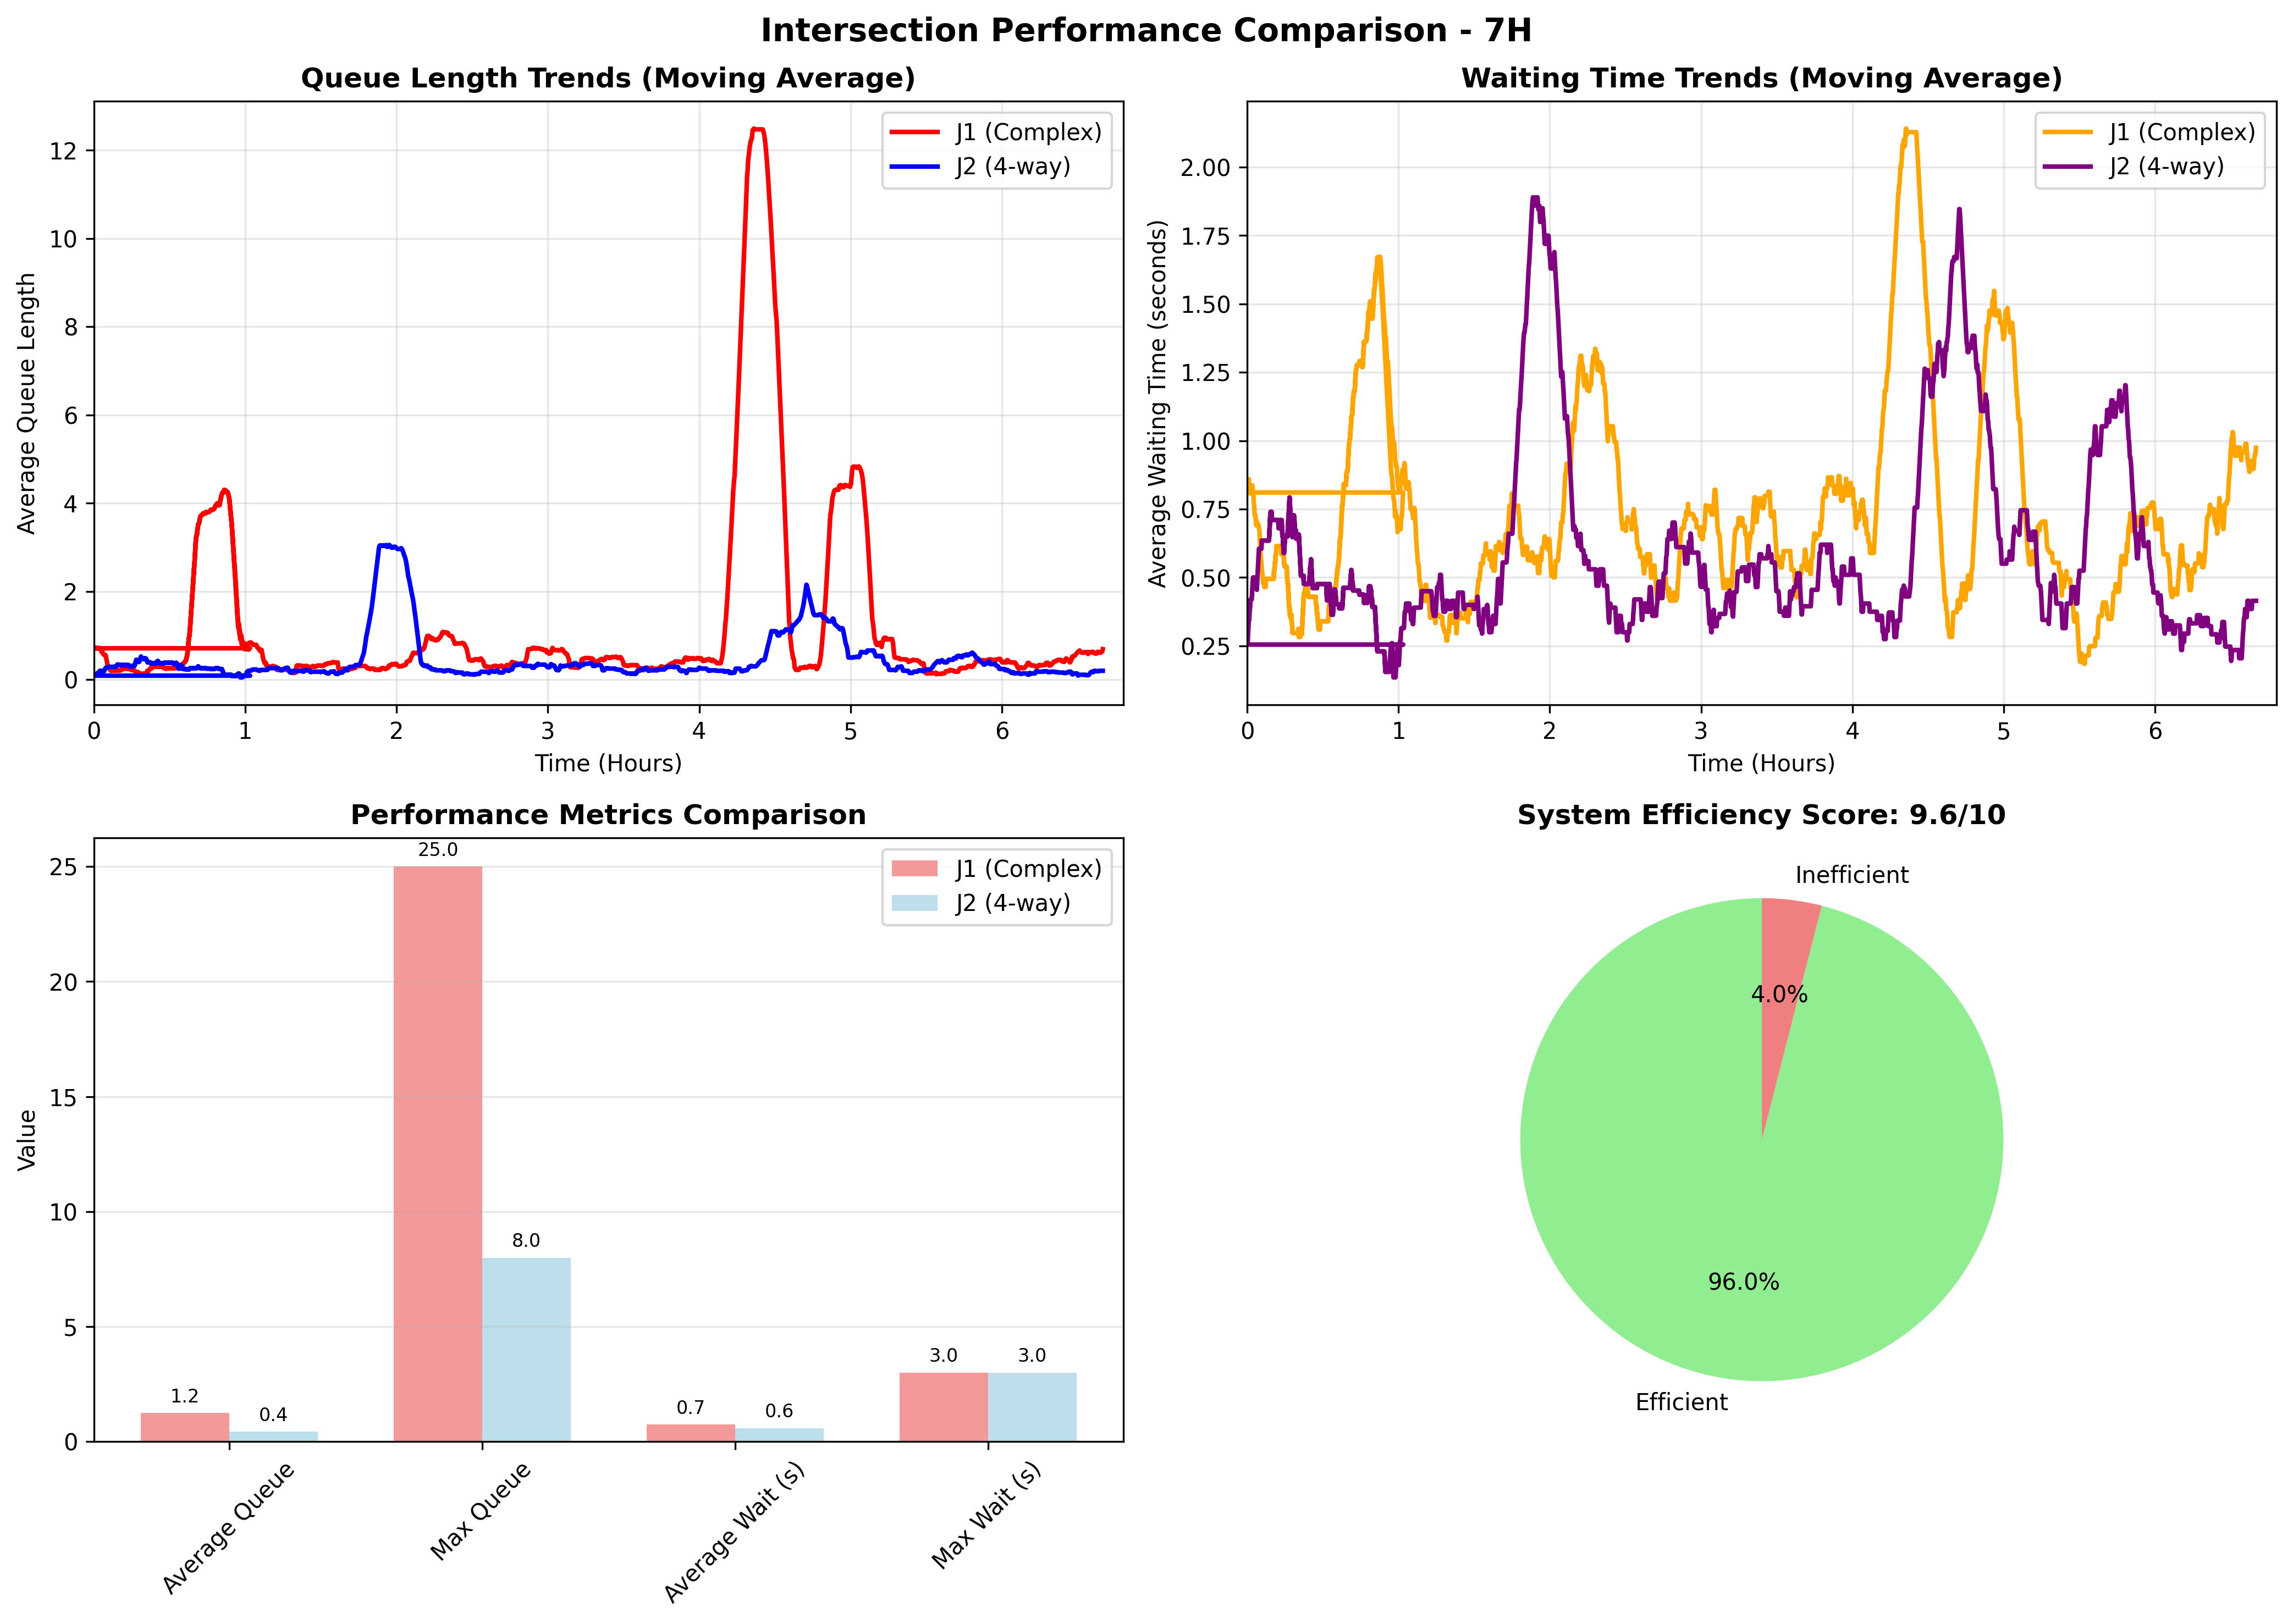 Intersection Performance Comparison - 7H
Queue Length Trends (Moving Average)
Average Queue Length
12
10
8
6
4
2
0
J1 (Complex)
J2 (4-way)
0 1 2 3 4 5 6
Time (Hours)
Waiting Time Trends (Moving Average)
Average Waiting Time (seconds)
2.00
1.75
1.50
1.25
1.00
0.75
0.50
0.25
J1 (Complex)
J2 (4-way)
0 1 2 3 4 5 6
Time (Hours)
Performance Metrics Comparison
Value
25
20
15
10
5
0
J1 (Complex)
J2 (4-way)
1.2
0.4
25.0
8.0
0.7
0.6
3.0
3.0
Average Queue
Max Queue
Average Wait (s)
Max Wait (s)
System Efficiency Score: 9.6/10
Inefficient
4.0%
96.0%
Efficient